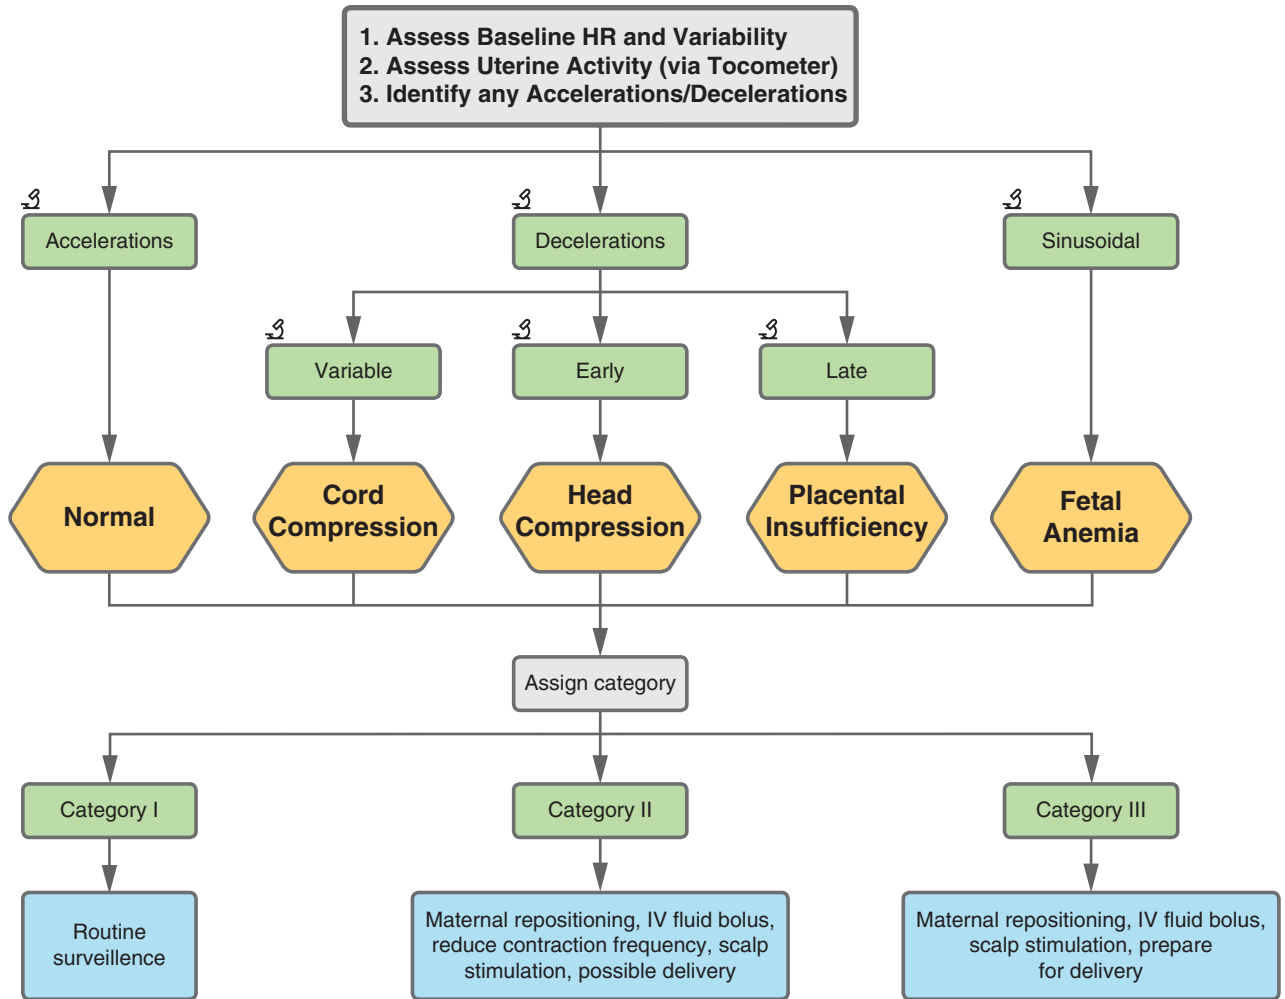 1. Assess Baseline HR and Variability
2. Assess Uterine Activity (via Tocometer)
3. Identify any Accelerations/Decelerations
Accelerations
Decelerations
Sinusoidal
Variable
Early
Late
Normal
Cord
Compression
Head
Compression
Placental
Insufficiency
Fetal
Anemia
Assign category
Category I
Category II
Category III
Routine
surveillence
Maternal repositioning, IV fluid bolus,
reduce contraction frequency, scalp
stimulation, possible delivery
Maternal repositioning, IV fluid bolus,
scalp stimulation, prepare
for delivery